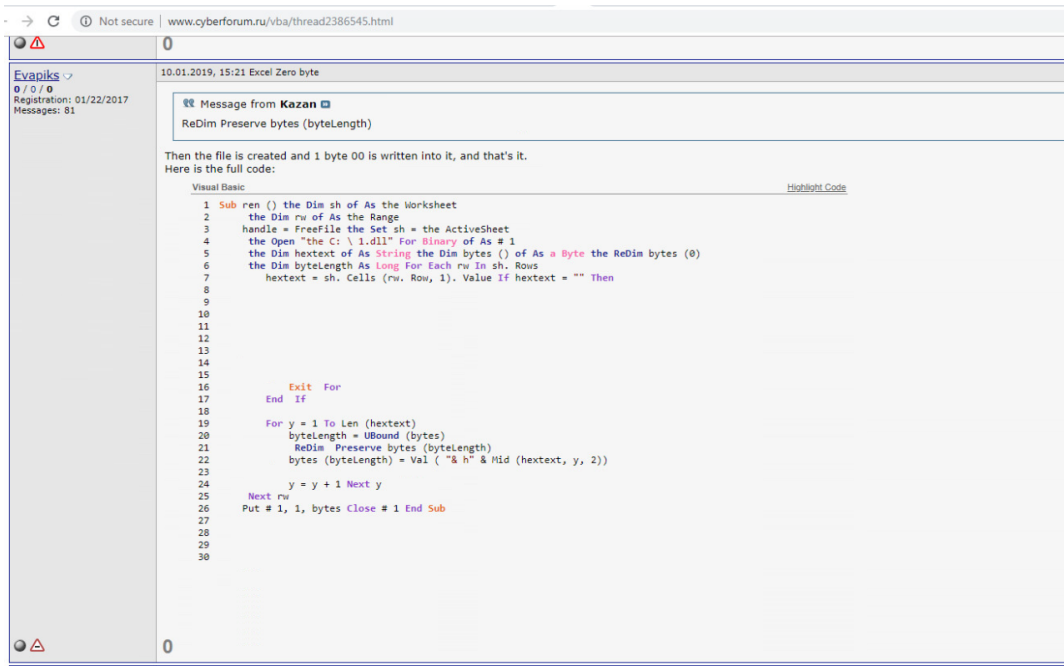 Not secure | www.cyberforum.ru/vba/thread2386545.html
0
Evapiks
0 / 0 / 0
Registration: 01/22/2017
Messages: 81
10.01.2019, 15:21 Excel Zero byte
Message from Kazan
ReDim Preserve bytes (byteLength)
Then the file is created and 1 byte 00 is written into it, and that's it.
Here is the full code:
Visual Basic Highlight Code
1 Sub ren () the Dim sh of As the Worksheet
2 the Dim rw of As the Range
3 handle = FreeFile the Set sh = the ActiveSheet
4 the Open "the C: \ 1.dll" For Binary of As # 1
5 the Dim hextext of As String the Dim bytes () of As a Byte the ReDim bytes (0)
6 the Dim byteLength As Long For Each rw In sh. Rows
7 hextext = sh. Cells (rw. Row, 1). Value If hextext = "" Then
8
9
10
11
12
13
14
15
16 Exit For
17 End If
18
19 For y = 1 To Len (hextext)
20 byteLength = UBound (bytes)
21 ReDim Preserve bytes (byteLength)
22 bytes (byteLength) = Val ( "& h" & Mid (hextext, y, 2))
23
24 y = y + 1 Next y
25 Next rw
26 Put # 1, 1, bytes Close # 1 End Sub
27
28
29
30
0